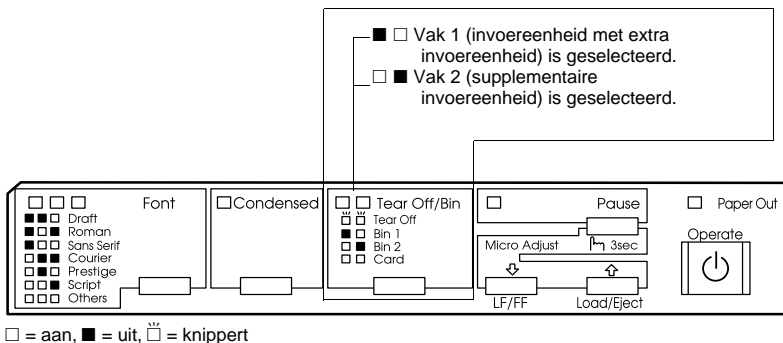 ■ □ Vak 1 (invoereenheid met extra
invoereenheid) is geselecteerd.
□ ■ Vak 2 (supplementaire
invoereenheid) is geselecteerd.
□ □ □ Font
■ ■ □ Draft
■ □ ■ Roman
■ □ □ Sans Serif
□ ■ ■ Courier
□ ■ □ Prestige
□ □ ■ Script
□ □ □ Others
□ Condensed
□ □ Tear Off/Bin
Tear Off
■ □ Bin 1
□ ■ Bin 2
□ □ Card
□ Pause
3sec
Micro Adjust
LF/FF
Load/Eject
□ Paper Out
Operate
□ = aan, ■ = uit, □ = knippert